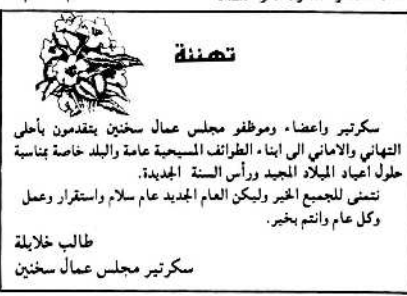 تهنئة
سكرتير واعضاء وموظفو مجلس عمال سخنين يتقدمون بأحلى
التهاني والاماني الى ابناء الطوائف المسيحية عامة والبلد خاصة بمناسبة
حلول اعياد الميلاد المجيد ورأس السنة الجديدة.
نتمنى للجميع الخير وليكن العام الجديد عام سلام واستقرار وعمل
وكل عام وانتم بخير.
طالب خلايلة
سكرتير مجلس عمال سخنين